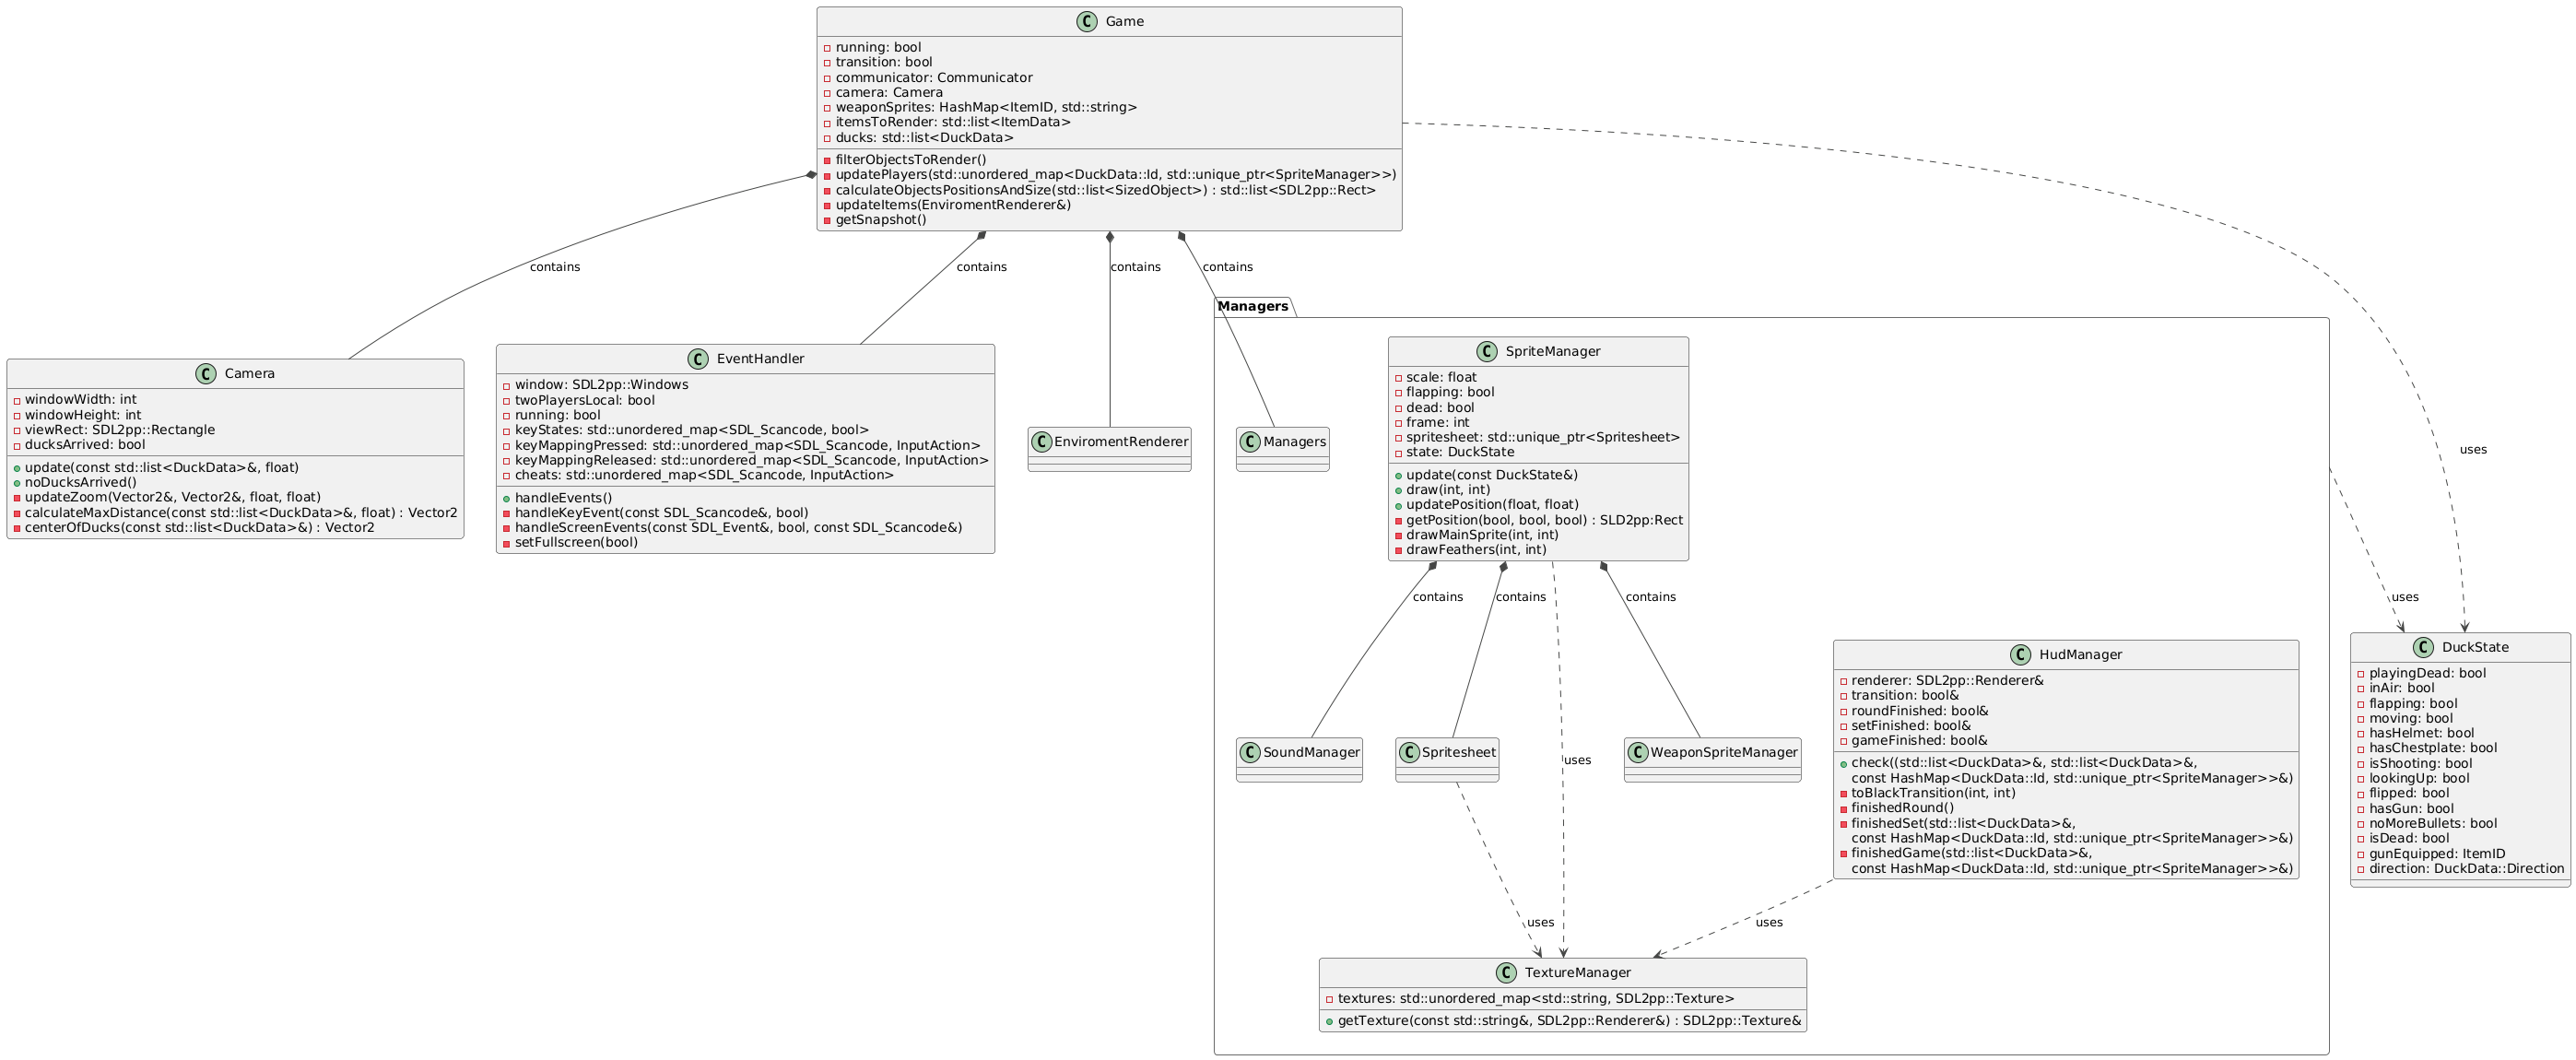 C Game
running: bool
transition: bool
communicator: Communicator
camera: Camera
weaponSprites: HashMap<ItemID, std::string>
itemsToRender: std::list<ItemData>
ducks: std::list<DuckData>
filterObjectsToRender()
updatePlayers(std::unordered_map<DuckData::Id, std::unique_ptr<SpriteManager>>)
calculateObjectsPositionsAndSize(std::list<SizedObject>) : std::list<SDL2pp::Rect>
updateItems(EnviromentRenderer&)
getSnapshot()
contains
contains
contains
contains
uses
uses
C Camera
windowWidth: int
windowHeight: int
viewRect: SDL2pp::Rectangle
ducksArrived: bool
update(const std::list<DuckData>&, float)
noDucksArrived()
updateZoom(Vector2&, Vector2&, float, float)
calculateMaxDistance(const std::list<DuckData>&, float) : Vector2
centerOfDucks(const std::list<DuckData>&) : Vector2
C EventHandler
window: SDL2pp::Windows
twoPlayersLocal: bool
running: bool
keyStates: std::unordered_map<SDL_Scancode, bool>
keyMappingPressed: std::unordered_map<SDL_Scancode, InputAction>
keyMappingReleased: std::unordered_map<SDL_Scancode, InputAction>
cheats: std::unordered_map<SDL_Scancode, InputAction>
handleEvents()
handleKeyEvent(const SDL_Scancode&, bool)
handleScreenEvents(const SDL_Event&, bool, const SDL_Scancode&)
setFullscreen(bool)
C EnviromentRenderer
Managers
C Managers
C SpriteManager
scale: float
flapping: bool
dead: bool
frame: int
spritesheet: std::unique_ptr<Spritesheet>
state: DuckState
update(const DuckState&)
draw(int, int)
updatePosition(float, float)
getPosition(bool, bool, bool) : SLD2pp:Rect
drawMainSprite(int, int)
drawFeathers(int, int)
contains
contains
contains
uses
C SoundManager
C Spritesheet
C WeaponSpriteManager
uses
uses
C HudManager
renderer: SDL2pp::Renderer&
transition: bool&
roundFinished: bool&
setFinished: bool&
gameFinished: bool&
check((std::list<DuckData>&, std::list<DuckData>&,
const HashMap<DuckData::Id, std::unique_ptr<SpriteManager>>&)
toBlackTransition(int, int)
finishedRound()
finishedSet(std::list<DuckData>&,
const HashMap<DuckData::Id, std::unique_ptr<SpriteManager>>&)
finishedGame(std::list<DuckData>&,
const HashMap<DuckData::Id, std::unique_ptr<SpriteManager>>&)
C TextureManager
textures: std::unordered_map<std::string, SDL2pp::Texture>
getTexture(const std::string&, SDL2pp::Renderer&) : SDL2pp::Texture&
C DuckState
playingDead: bool
inAir: bool
flapping: bool
moving: bool
hasHelmet: bool
hasChestplate: bool
isShooting: bool
lookingUp: bool
flipped: bool
hasGun: bool
noMoreBullets: bool
isDead: bool
gunEquipped: ItemID
direction: DuckData::Direction